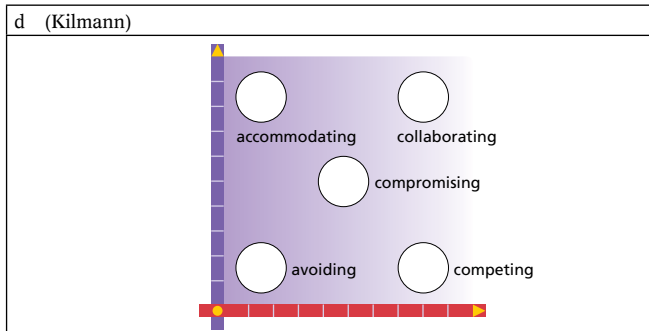 d (Kilmann)
accommodating collaborating
compromising
avoiding competing